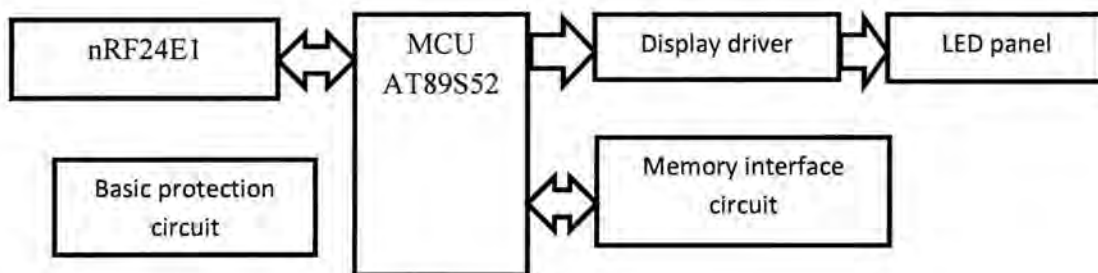 nRF24E1
MCU
AT89S52
Display driver
LED panel
Basic protection
circuit
Memory interface
circuit